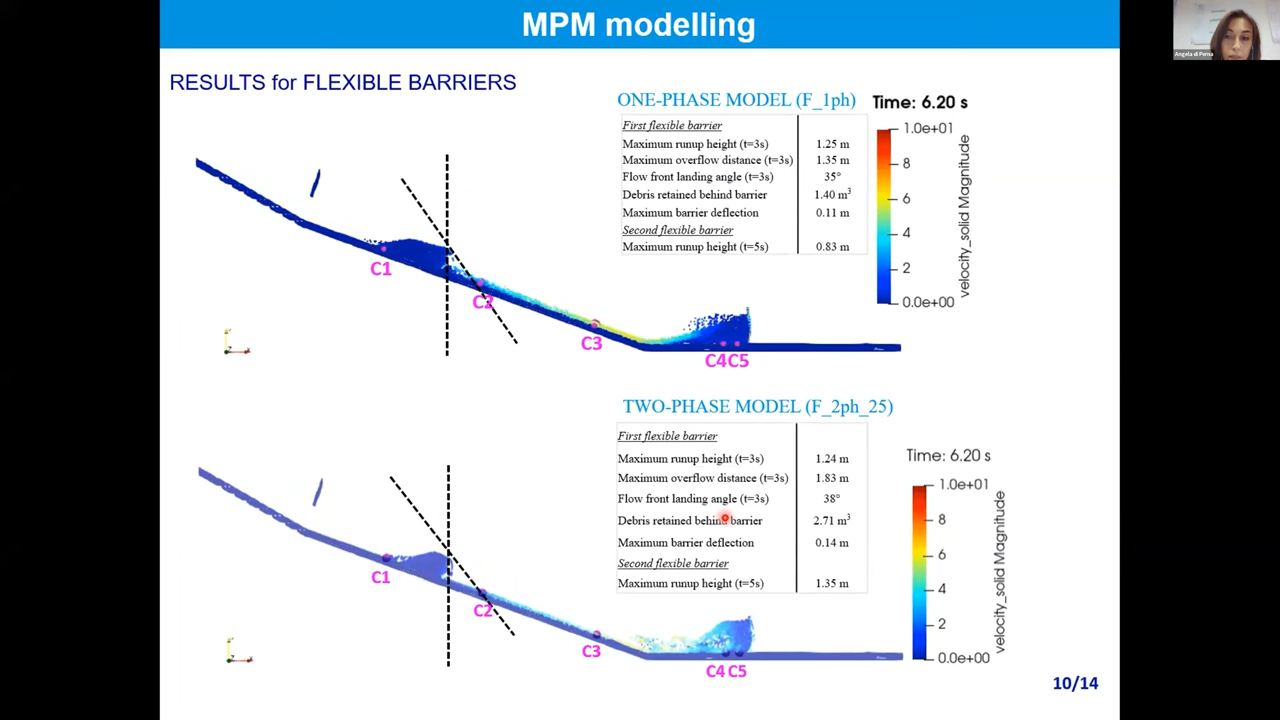 MPM modelling
Angela di Perna
RESULTS for FLEXIBLE BARRIERS
ONE-PHASE MODEL (F_1ph)
Time: 6.20 s
First flexible barrier
Maximum runup height (t=3s) 1.25 m
Maximum overflow distance (t=3s) 1.35 m
Flow front landing angle (t=3s) 35°
Debris retained behind barrier 1.40 m³
Maximum barrier deflection 0.11 m
Second flexible barrier
Maximum runup height (t=5s) 0.83 m
1.0e+01
8
6
4
2
0.0e+00
velocity_solid Magnitude
C1
C2
C3
C4 C5
TWO-PHASE MODEL (F_2ph_25)
Time: 6.20 s
First flexible barrier
Maximum runup height (t=3s) 1.24 m
Maximum overflow distance (t=3s) 1.83 m
Flow front landing angle (t=3s) 38°
Debris retained behind barrier 2.71 m³
Maximum barrier deflection 0.14 m
Second flexible barrier
Maximum runup height (t=5s) 1.35 m
1.0e+01
8
6
4
2
0.0e+00
velocity_solid Magnitude
C1
C2
C3
C4 C5
10/14